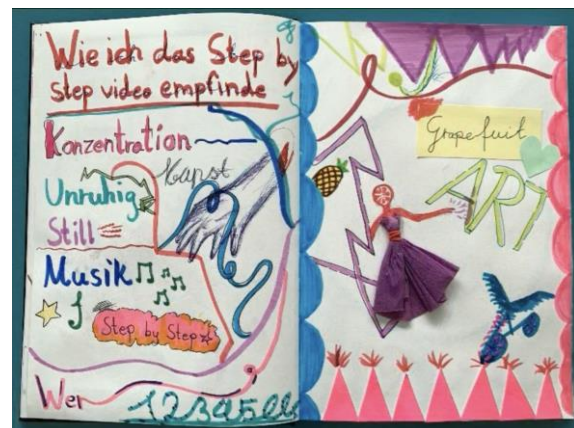 Wie ich das Step by
Step video empfinde
Konzentration
Kunst
Unruhig
Still
Musik
Step by Step
Wer
Grapefuit
ART